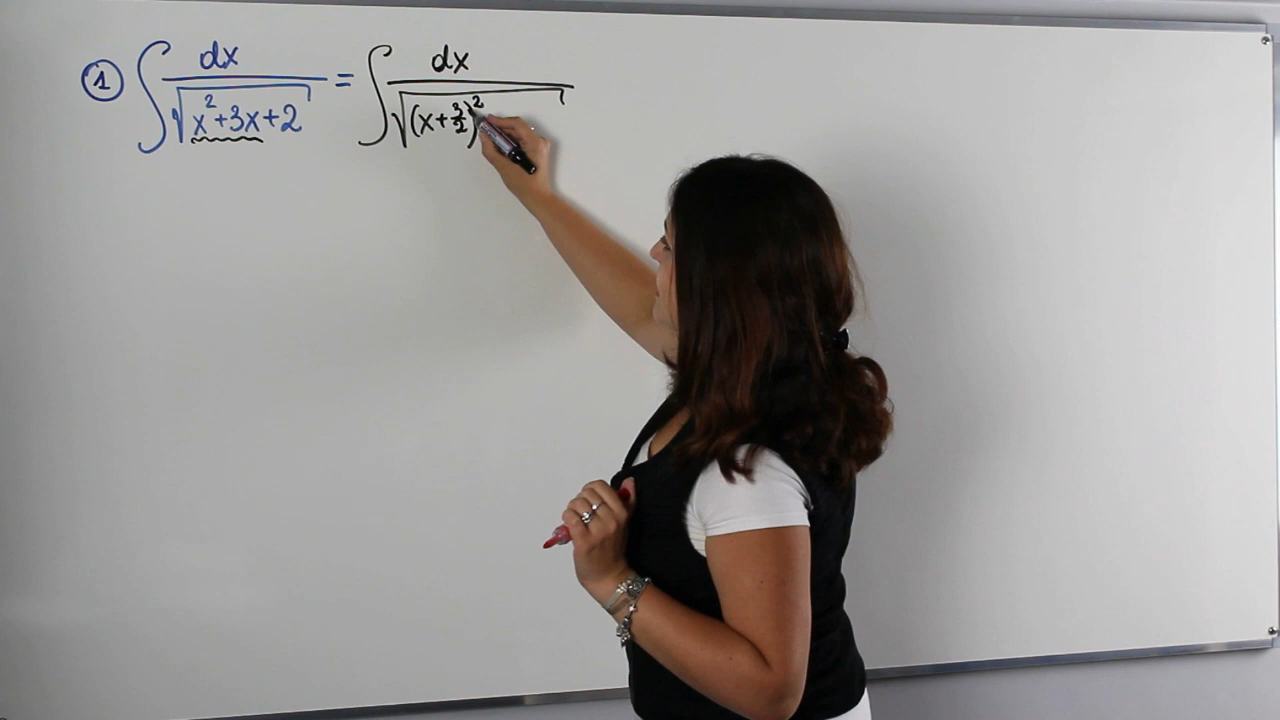 ① ∫ dx / √(x²+3x+2) = ∫ dx / √((x+3/2)²